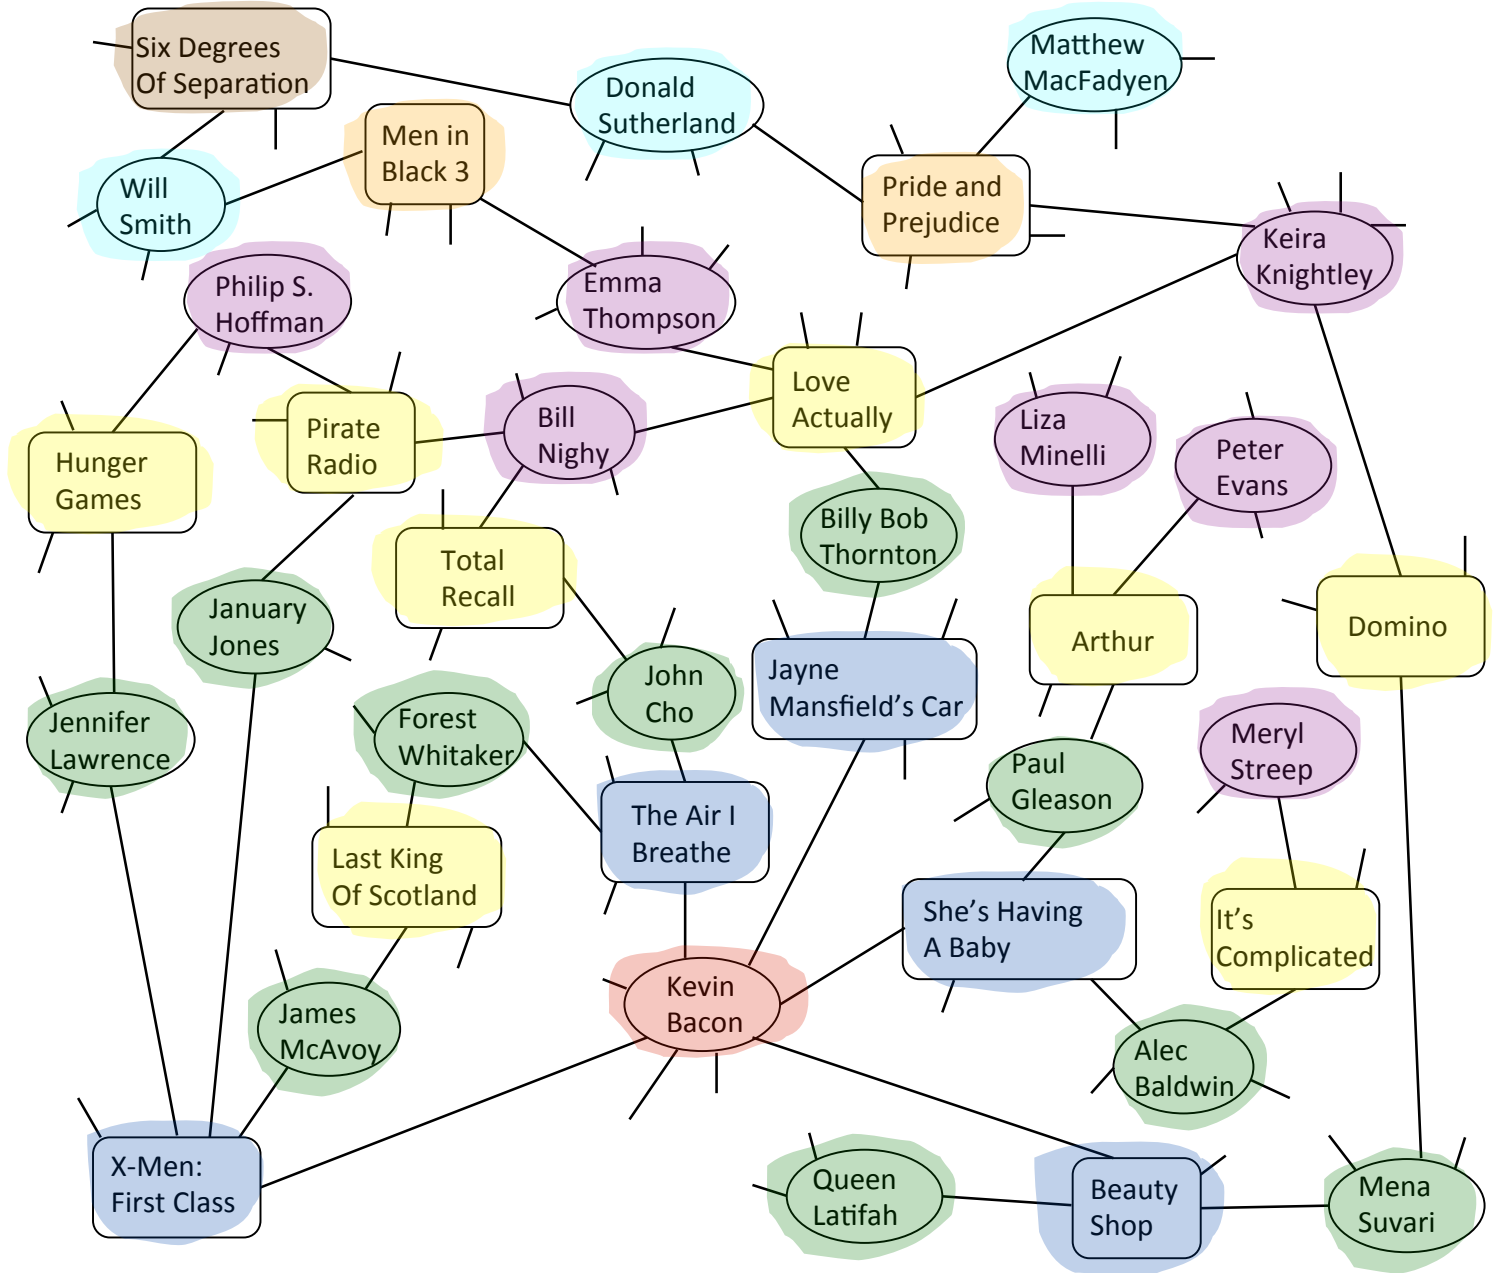 Six Degrees
Of Separation
Donald
Sutherland
Matthew
MacFadyen
Men in
Black 3
Will
Smith
Pride and
Prejudice
Keira
Knightley
Philip S.
Hoffman
Emma
Thompson
Love
Actually
Hunger
Games
Pirate
Radio
Bill
Nighy
Liza
Minelli
Peter
Evans
Billy Bob
Thornton
Total
Recall
January
Jones
Arthur
Domino
John
Cho
Jayne
Mansfield's Car
Jennifer
Lawrence
Forest
Whitaker
Paul
Gleason
Meryl
Streep
The Air I
Breathe
Last King
Of Scotland
She's Having
A Baby
It's
Complicated
Kevin
Bacon
James
McAvoy
Alec
Baldwin
X-Men:
First Class
Queen
Latifah
Beauty
Shop
Mena
Suvari